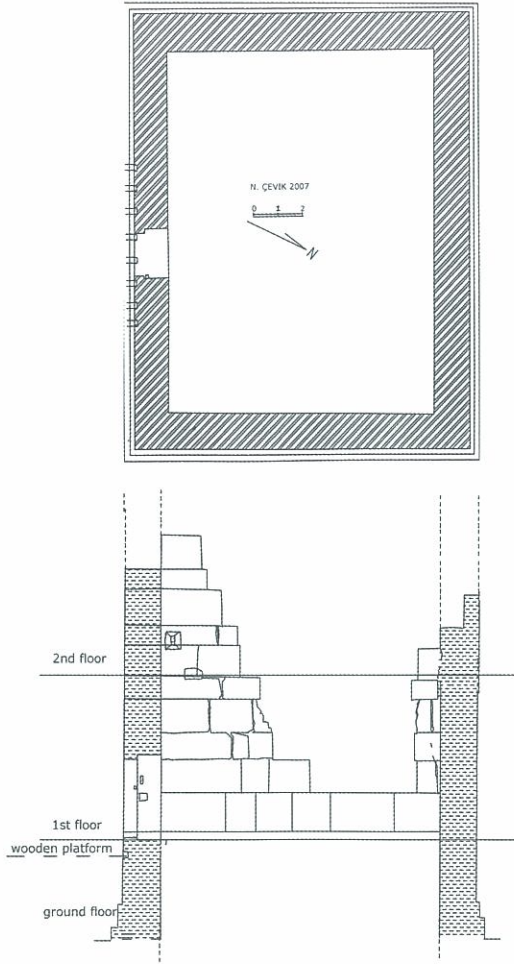 N. ÇEVIK 2007
0 1 2
N
2nd floor
1st floor
wooden platform
ground floor